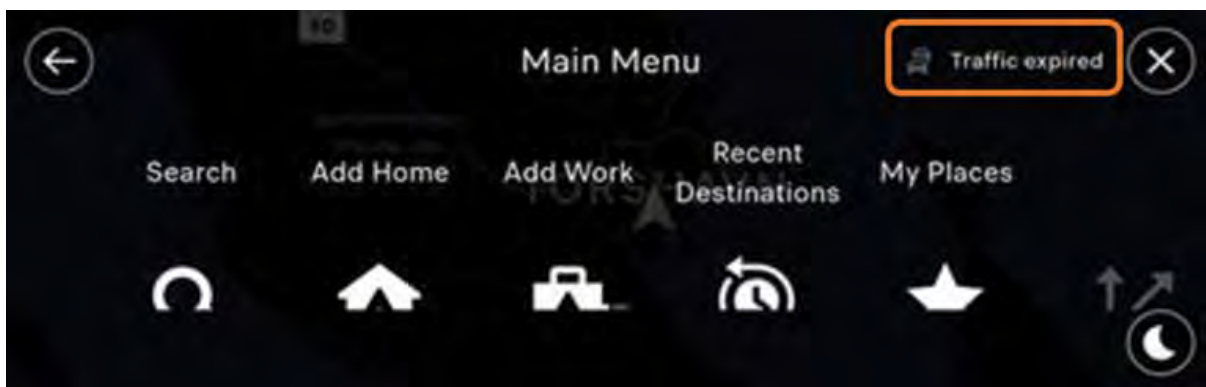 Main Menu
Traffic expired
Search
Add Home
Add Work
Recent
Destinations
My Places